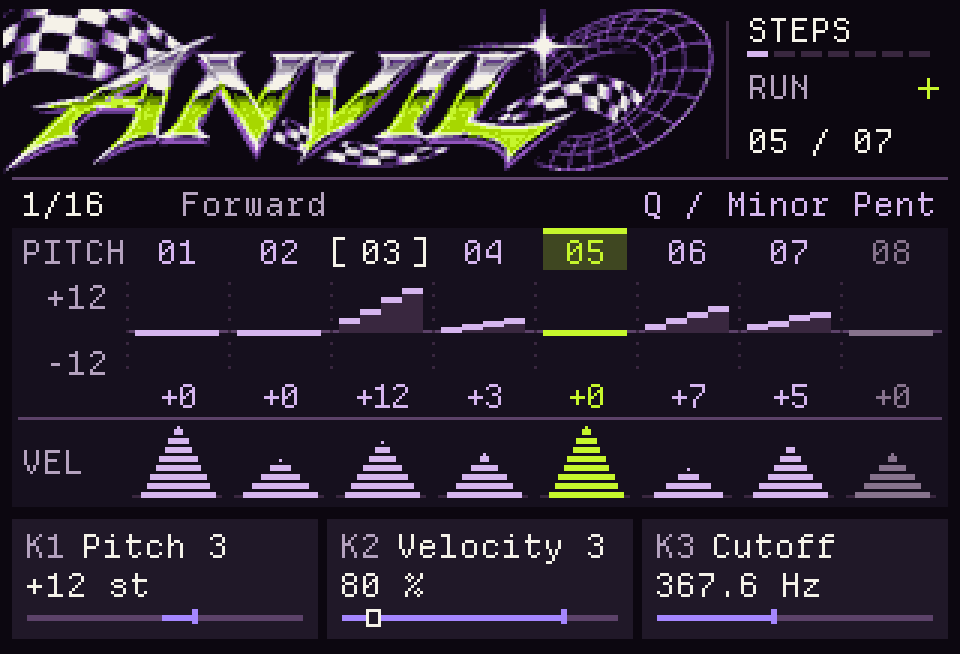 ANVIL
STEPS
RUN +
05 / 07
1/16 Forward Q / Minor Pent
PITCH 01 02 [03] 04 05 06 07 08
+12
-12
+0 +0 +12 +3 +0 +7 +5 +0
VEL
K1 Pitch 3 K2 Velocity 3 K3 Cutoff
+12 st 80 % 367.6 Hz